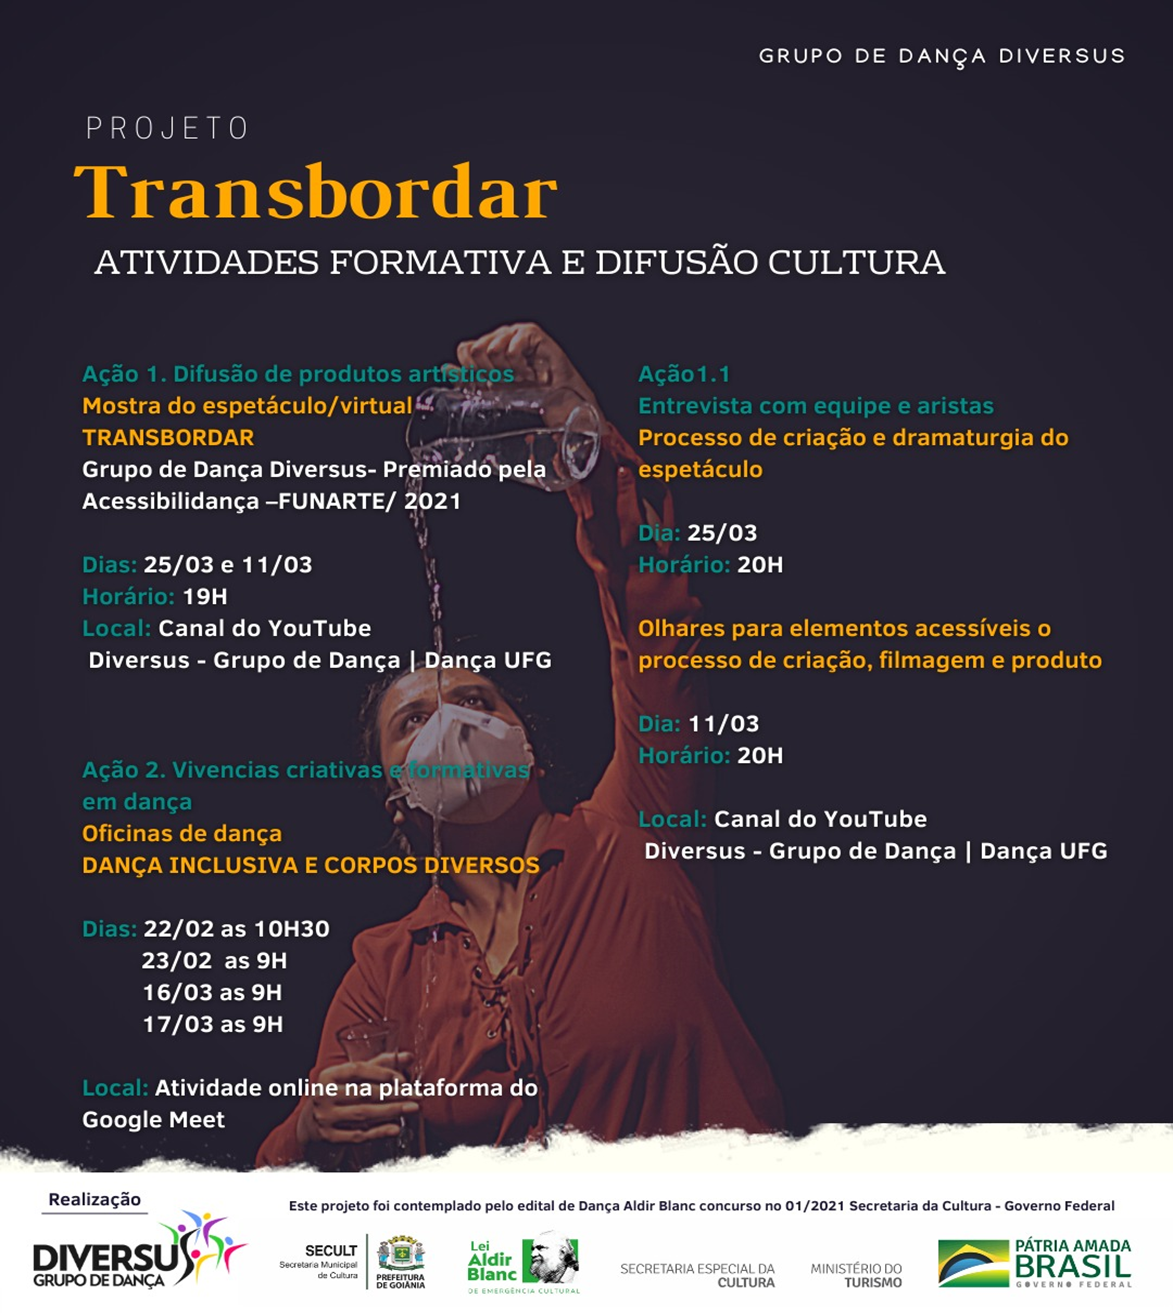 GRUPO DE DANÇA DIVERSUS
PROJETO
Transbordar
ATIVIDADES FORMATIVA E DIFUSÃO CULTURA
Ação 1. Difusão de produtos artísticos
Mostra do espetáculo/virtual
TRANSBORDAR
Grupo de Dança Diversus- Premiado pela
Acessibilidança –FUNARTE/ 2021
Dias: 25/03 e 11/03
Horário: 19H
Local: Canal do YouTube
Diversus - Grupo de Dança | Dança UFG
Ação 2. Vivencias criativas e formativas
em dança
Oficinas de dança
DANÇA INCLUSIVA E CORPOS DIVERSOS
Dias: 22/02 as 10H30
23/02 as 9H
16/03 as 9H
17/03 as 9H
Local: Atividade online na plataforma do
Google Meet
Ação1.1
Entrevista com equipe e aristas
Processo de criação e dramaturgia do
espetáculo
Dia: 25/03
Horário: 20H
Olhares para elementos acessíveis o
processo de criação, filmagem e produto
Dia: 11/03
Horário: 20H
Local: Canal do YouTube
Diversus - Grupo de Dança | Dança UFG
Realização
Este projeto foi contemplado pelo edital de Dança Aldir Blanc concurso no 01/2021 Secretaria da Cultura - Governo Federal
DIVERSUS
GRUPO DE DANÇA
SECULT
Secretaria Municipal
de Cultura
PREFEITURA
DE GOIÂNIA
Lei
Aldir
Blanc
DE EMERGÊNCIA CULTURAL
SECRETARIA ESPECIAL DA
CULTURA
MINISTÉRIO DO
TURISMO
PÁTRIA AMADA
BRASIL
GOVERNO FEDERAL